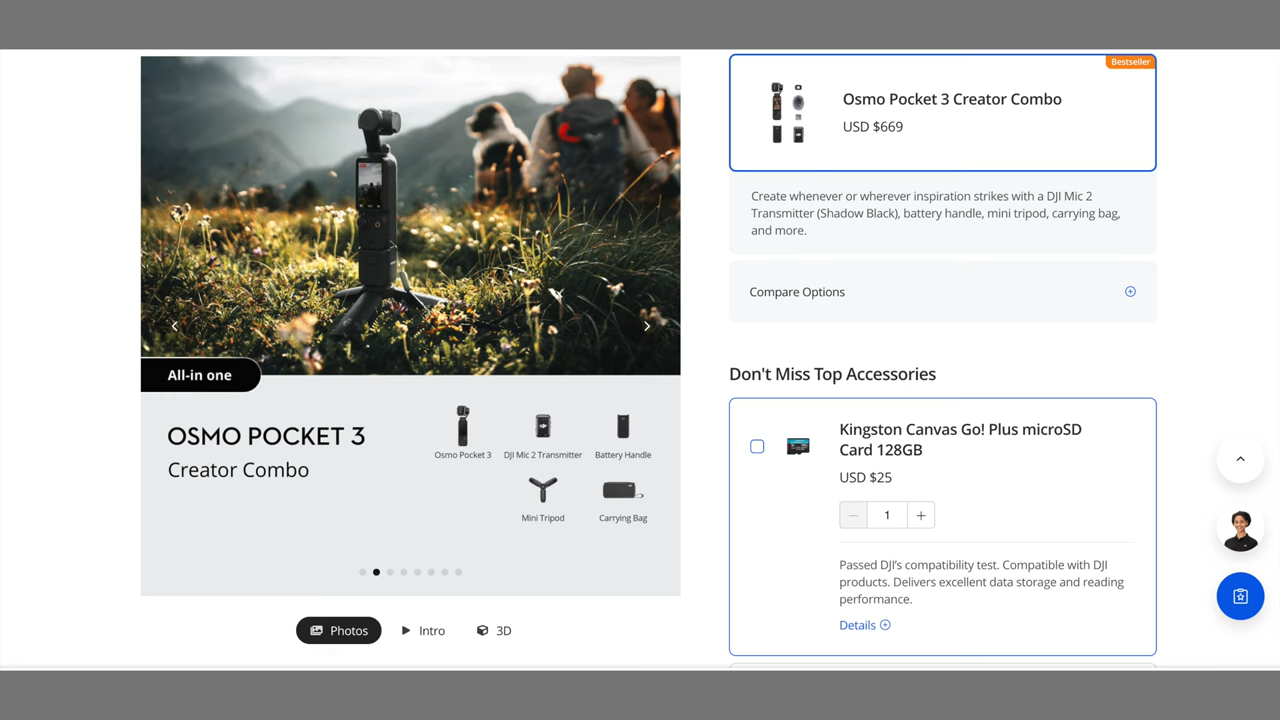 All-in one
OSMO POCKET 3
Creator Combo
Osmo Pocket 3
DJI Mic 2 Transmitter
Battery Handle
Mini Tripod
Carrying Bag
Photos
Intro
3D
Bestseller
Osmo Pocket 3 Creator Combo
USD $669
Create whenever or wherever inspiration strikes with a DJI Mic 2
Transmitter (Shadow Black), battery handle, mini tripod, carrying bag,
and more.
Compare Options
Don't Miss Top Accessories
Kingston Canvas Go! Plus microSD
Card 128GB
USD $25
1
Passed DJI's compatibility test. Compatible with DJI
products. Delivers excellent data storage and reading
performance.
Details